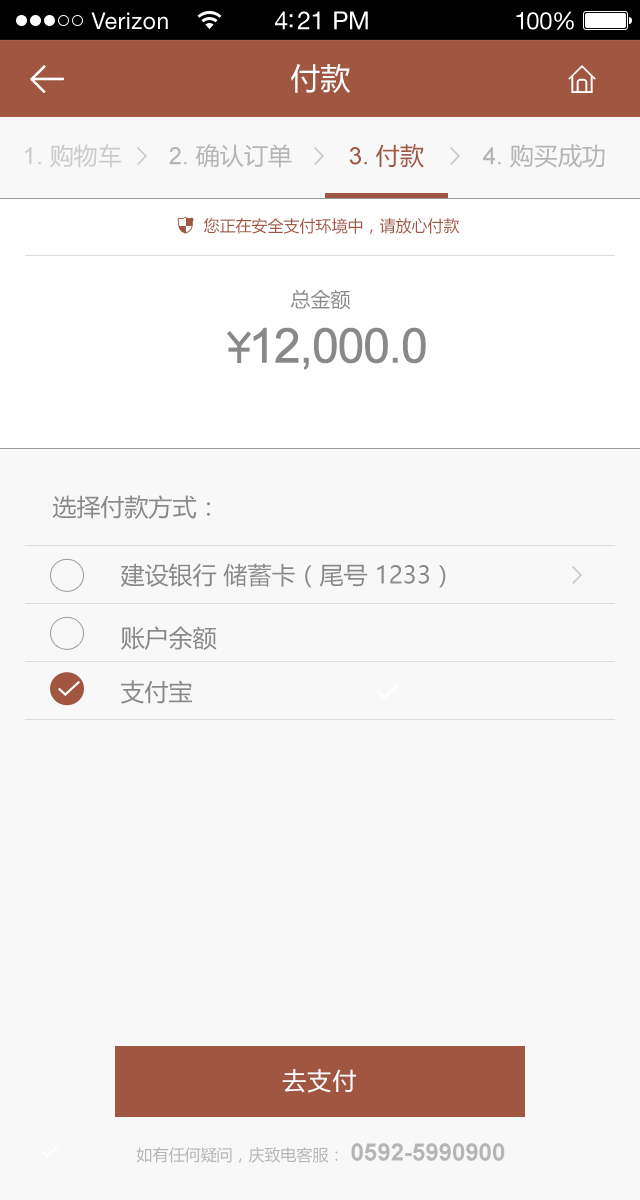 Verizon 4:21 PM 100%
付款
1. 购物车 2. 确认订单 3. 付款 4. 购买成功
您正在安全支付环境中，请放心付款
总金额
¥12,000.0
选择付款方式：
建设银行 储蓄卡（尾号 1233）
账户余额
支付宝
去支付
如有任何疑问，庆致电客服： 0592-5990900